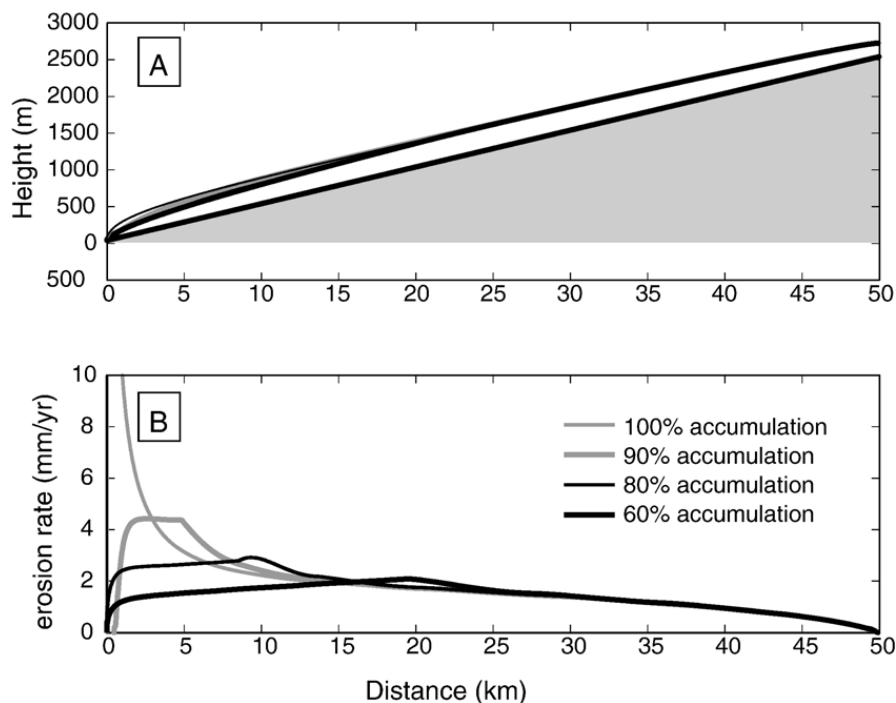 3000
A
2500
2000
1500
1000
500
0
500
Height (m)
0 5 10 15 20 25 30 35 40 45 50
10
B
8
6
4
2
0
erosion rate (mm/yr)
100% accumulation
90% accumulation
80% accumulation
60% accumulation
0 5 10 15 20 25 30 35 40 45 50
Distance (km)